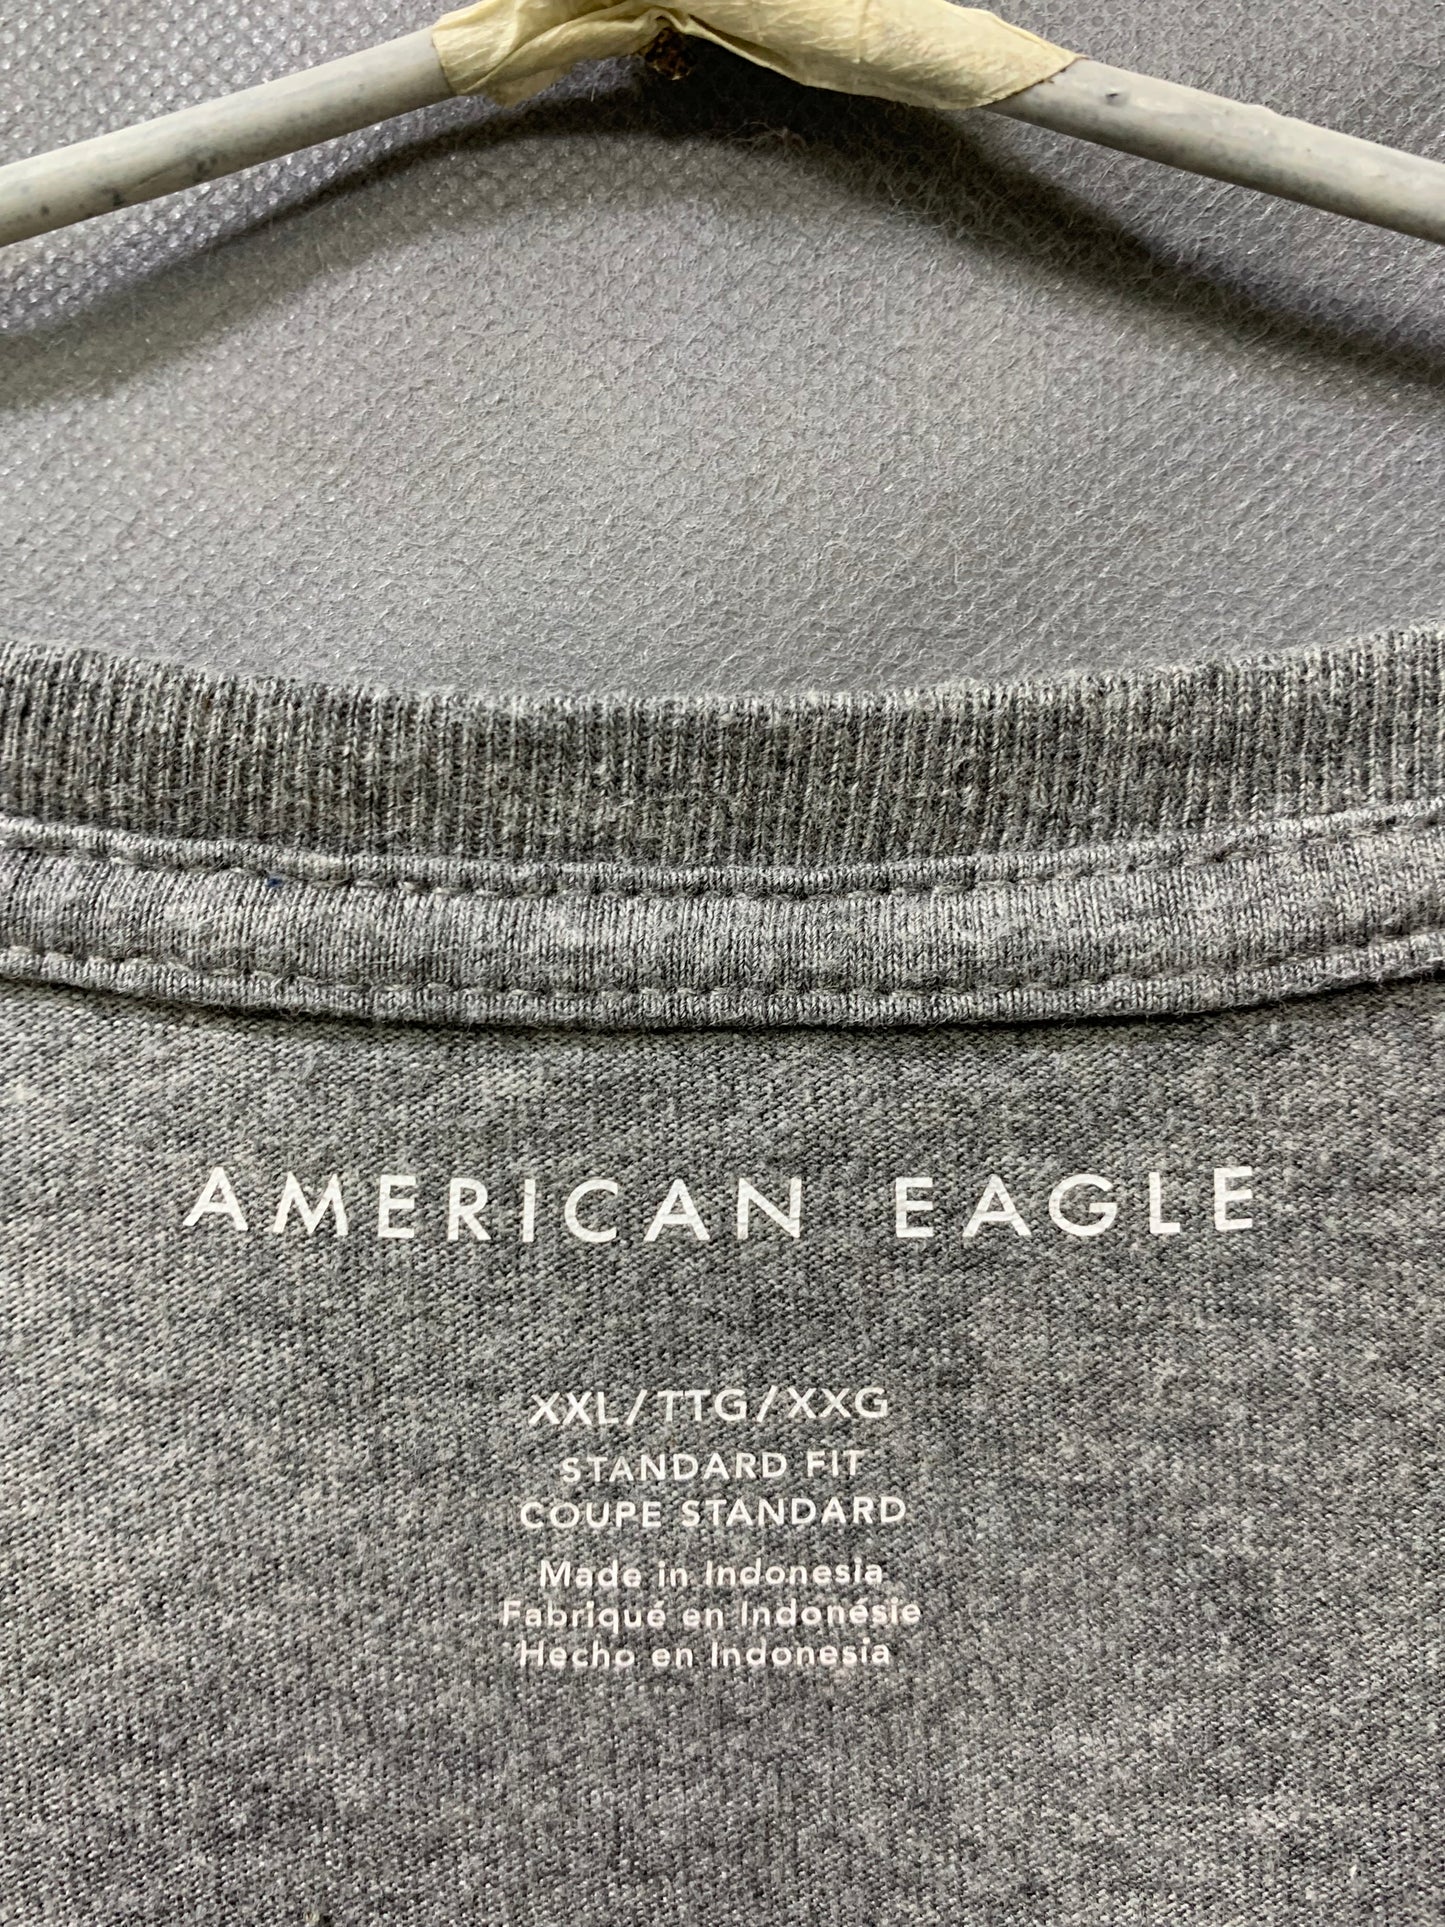 AMERICAN EAGLE
XXL/TTG/XXG
STANDARD FIT
COUPE STANDARD
Made in Indonesia
Fabriqué en Indonésie
Hecho en Indonesia